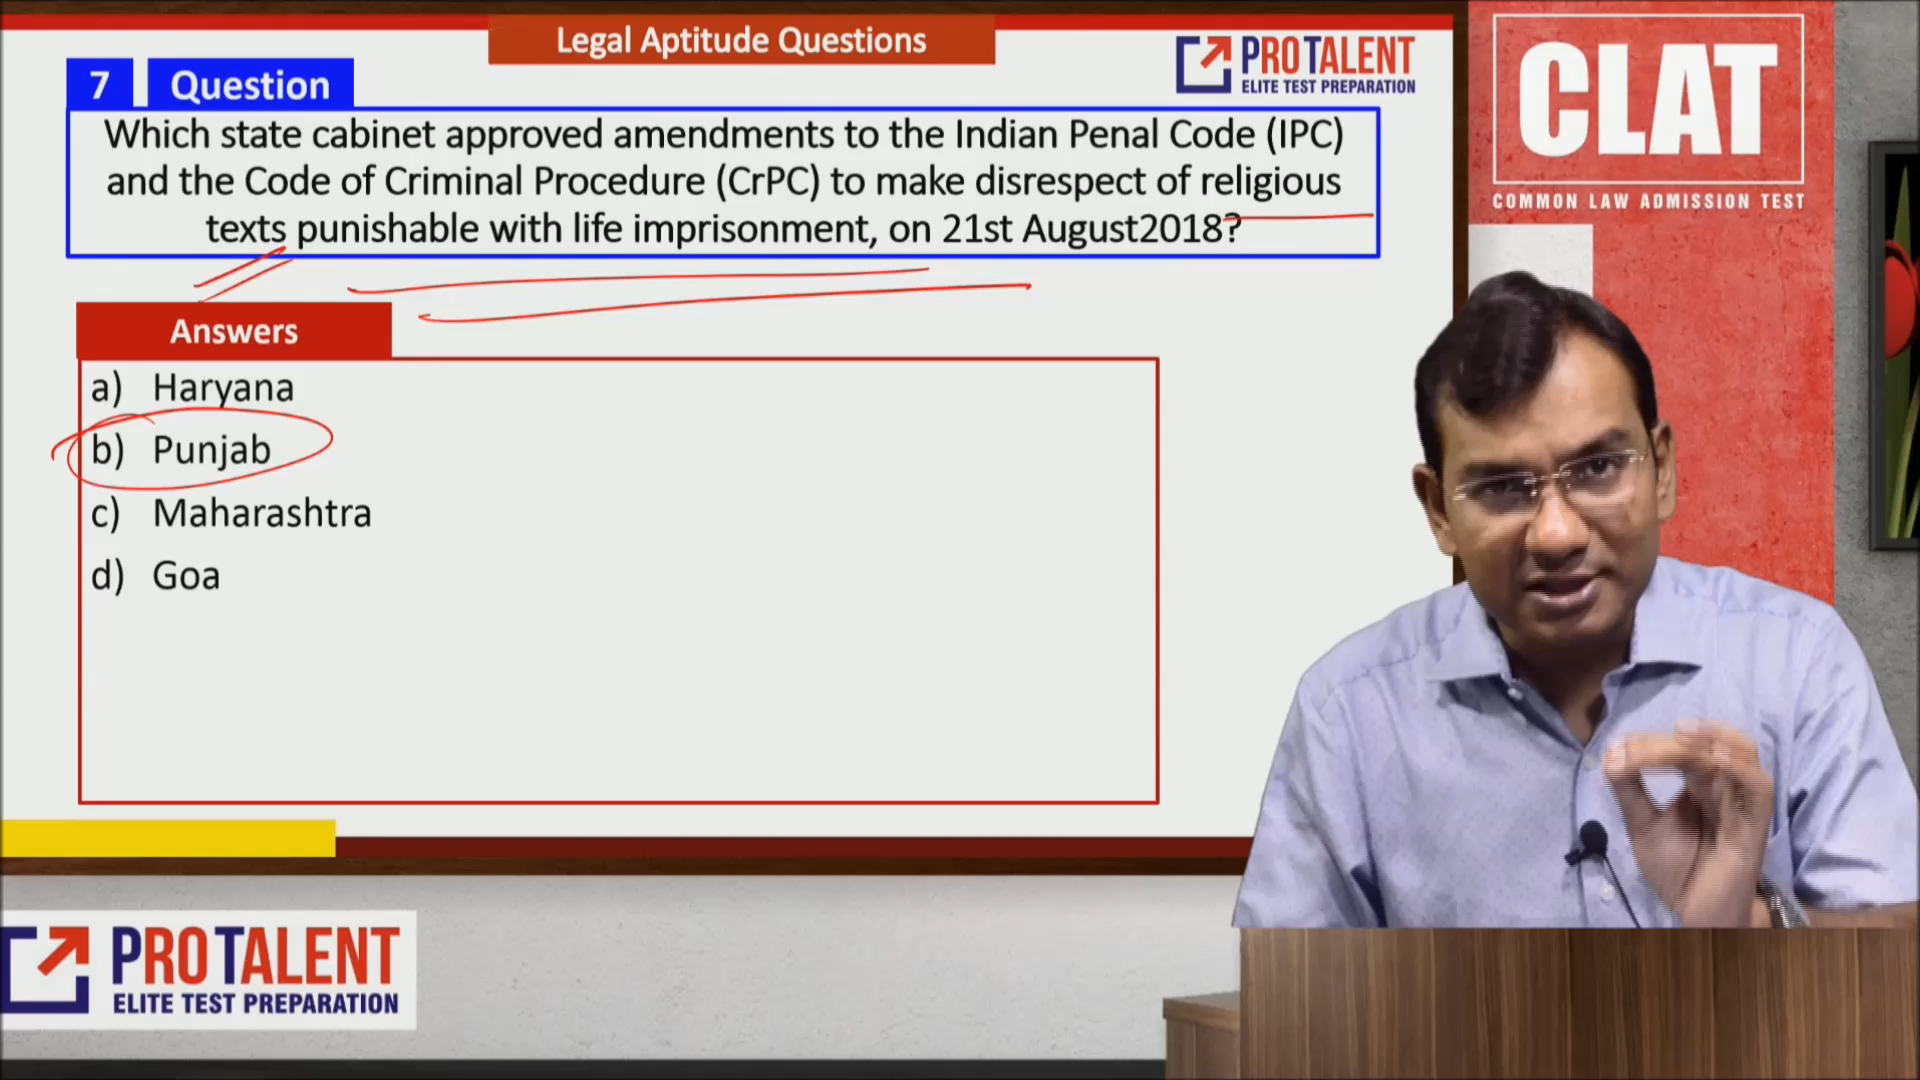 Legal Aptitude Questions
PROTALENT
ELITE TEST PREPARATION
CLAT
COMMON LAW ADMISSION TEST
7 Question
Which state cabinet approved amendments to the Indian Penal Code (IPC)
and the Code of Criminal Procedure (CrPC) to make disrespect of religious
texts punishable with life imprisonment, on 21st August2018?
Answers
a) Haryana
b) Punjab
c) Maharashtra
d) Goa
PROTALENT
ELITE TEST PREPARATION